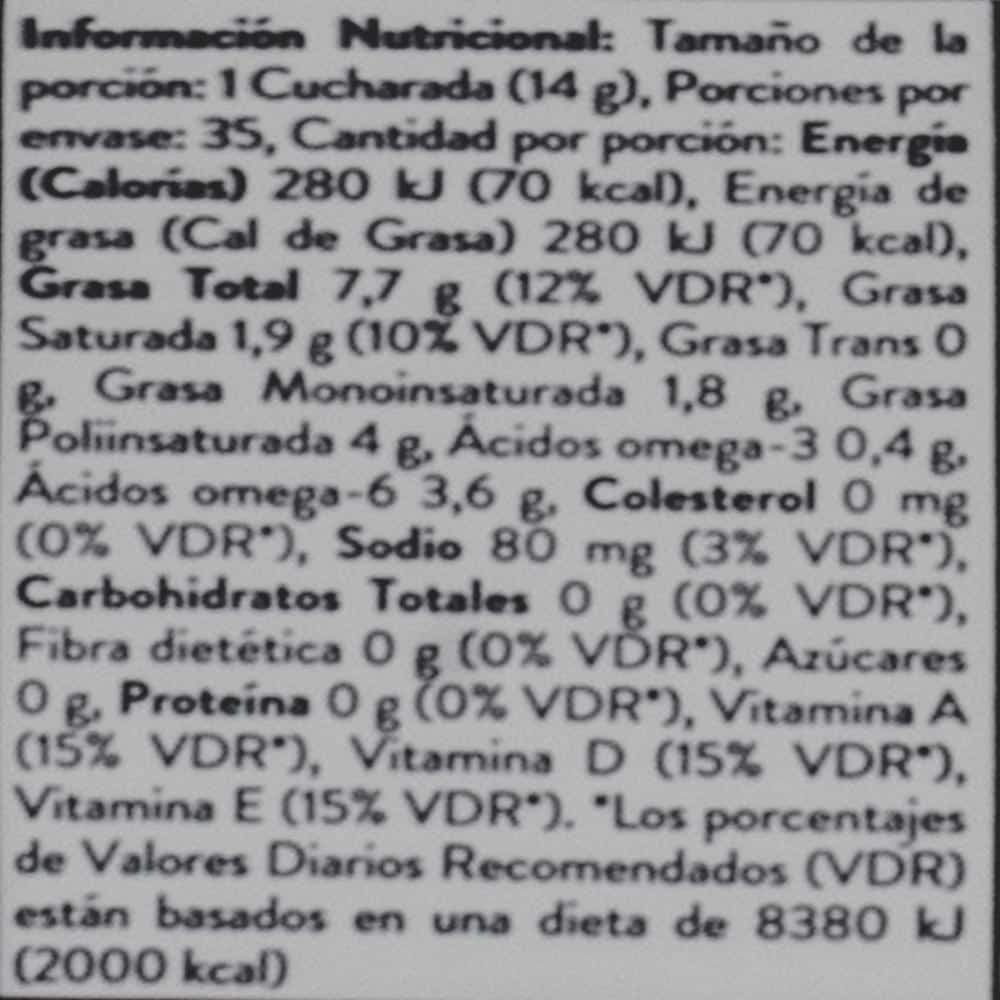 Información Nutricional: Tamaño de la
porción: 1 Cucharada (14 g), Porciones por
envase: 35, Cantidad por porción: Energía
(Calorías) 280 kJ (70 kcal), Energía de
grasa (Cal de Grasa) 280 kJ (70 kcal),
Grasa Total 7,7 g (12% VDR*), Grasa
Saturada 1,9 g (10% VDR*), Grasa Trans 0
g, Grasa Monoinsaturada 1,8 g, Grasa
Poliinsaturada 4 g, Ácidos omega-3 0,4 g,
Ácidos omega-6 3,6 g, Colesterol 0 mg
(0% VDR*), Sodio 80 mg (3% VDR*),
Carbohidratos Totales 0 g (0% VDR*),
Fibra dietética 0 g (0% VDR*), Azúcares
0 g, Proteína 0 g (0% VDR*), Vitamina A
(15% VDR*), Vitamina D (15% VDR*),
Vitamina E (15% VDR*). *Los porcentajes
de Valores Diarios Recomendados (VDR)
están basados en una dieta de 8380 kJ
(2000 kcal)